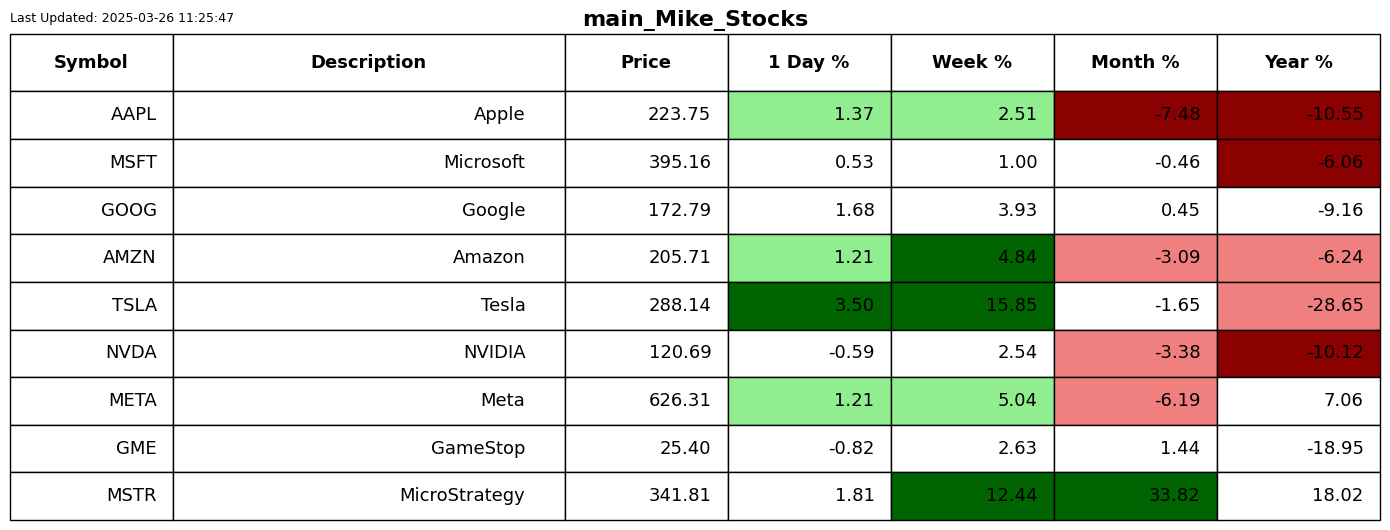 Last Updated: 2025-03-26 11:25:47
main_Mike_Stocks
Symbol Description Price 1 Day % Week % Month % Year %
AAPL Apple 223.75 1.37 2.51 -7.48 -10.55
MSFT Microsoft 395.16 0.53 1.00 -0.46 -6.06
GOOG Google 172.79 1.68 3.93 0.45 -9.16
AMZN Amazon 205.71 1.21 4.84 -3.09 -6.24
TSLA Tesla 288.14 3.50 15.85 -1.65 -28.65
NVDA NVIDIA 120.69 -0.59 2.54 -3.38 -10.12
META Meta 626.31 1.21 5.04 -6.19 7.06
GME GameStop 25.40 -0.82 2.63 1.44 -18.95
MSTR MicroStrategy 341.81 1.81 12.44 33.82 18.02